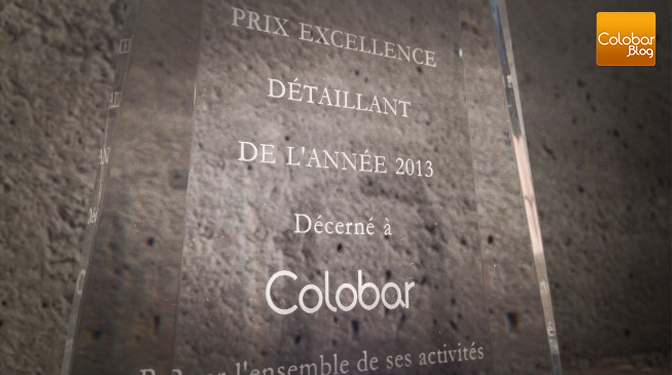 Colobar
Blog
PRIX EXCELLENCE
DÉTAILLANT
DE L'ANNÉE 2013
Décerné à
Colobar
l'ensemble de ses activités